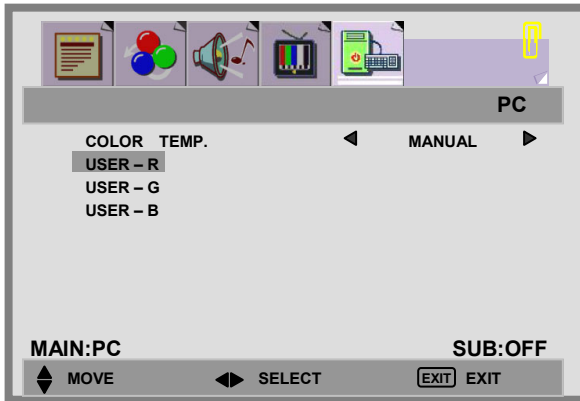 PC
COLOR TEMP. MANUAL
USER – R
USER – G
USER – B
MAIN:PC SUB:OFF
MOVE SELECT EXIT EXIT